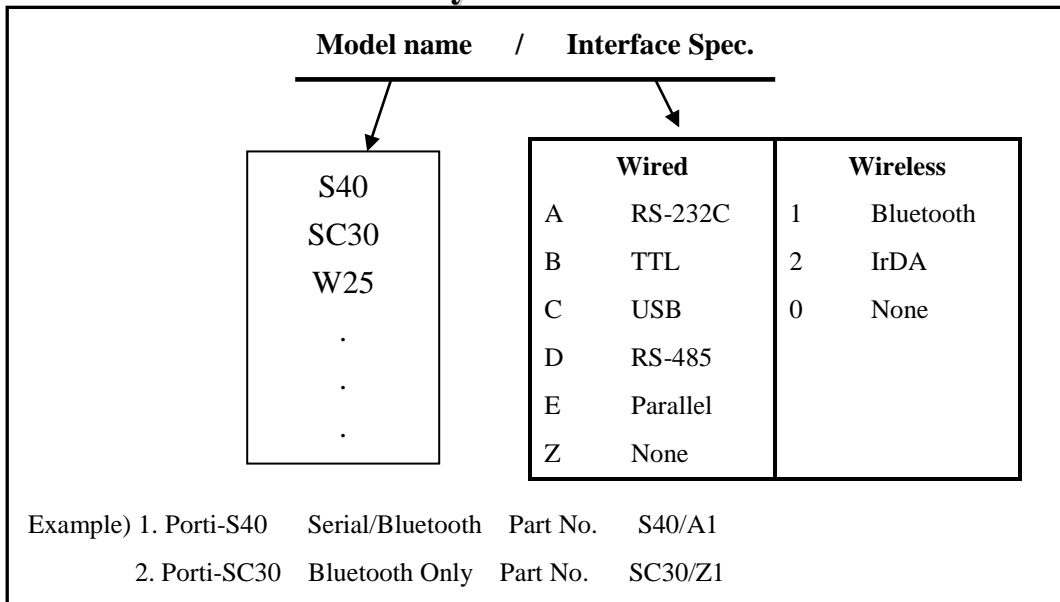 Model name / Interface Spec.
S40
SC30
W25
.
.
.
Wired Wireless
A RS-232C 1 Bluetooth
B TTL 2 IrDA
C USB 0 None
D RS-485
E Parallel
Z None
Example) 1. Porti-S40 Serial/Bluetooth Part No. S40/A1
2. Porti-SC30 Bluetooth Only Part No. SC30/Z1